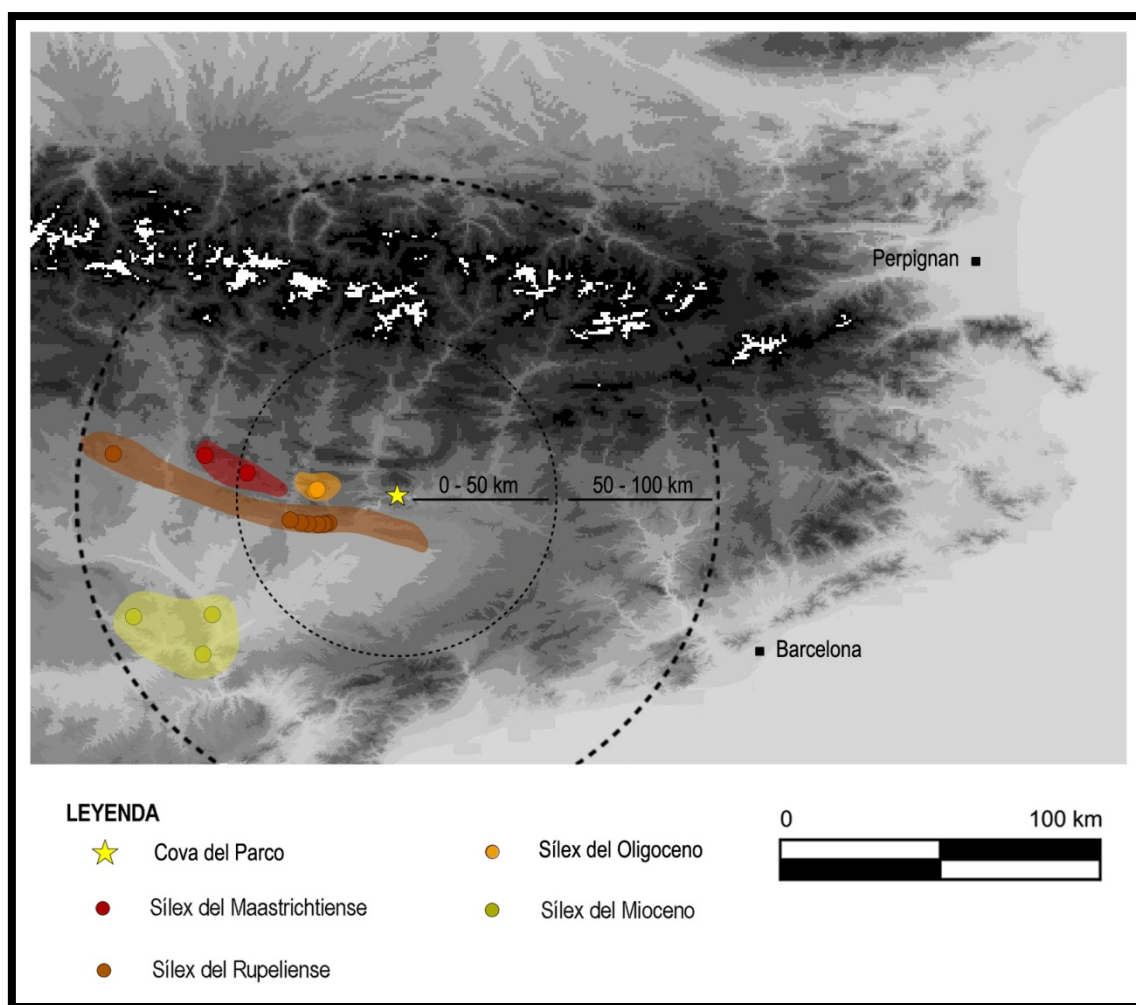 Perpignan
0 - 50 km
50 - 100 km
Barcelona
LEYENDA
Cova del Parco
Sílex del Maastrichtiense
Sílex del Rupeliense
Sílex del Oligoceno
Sílex del Mioceno
0 100 km